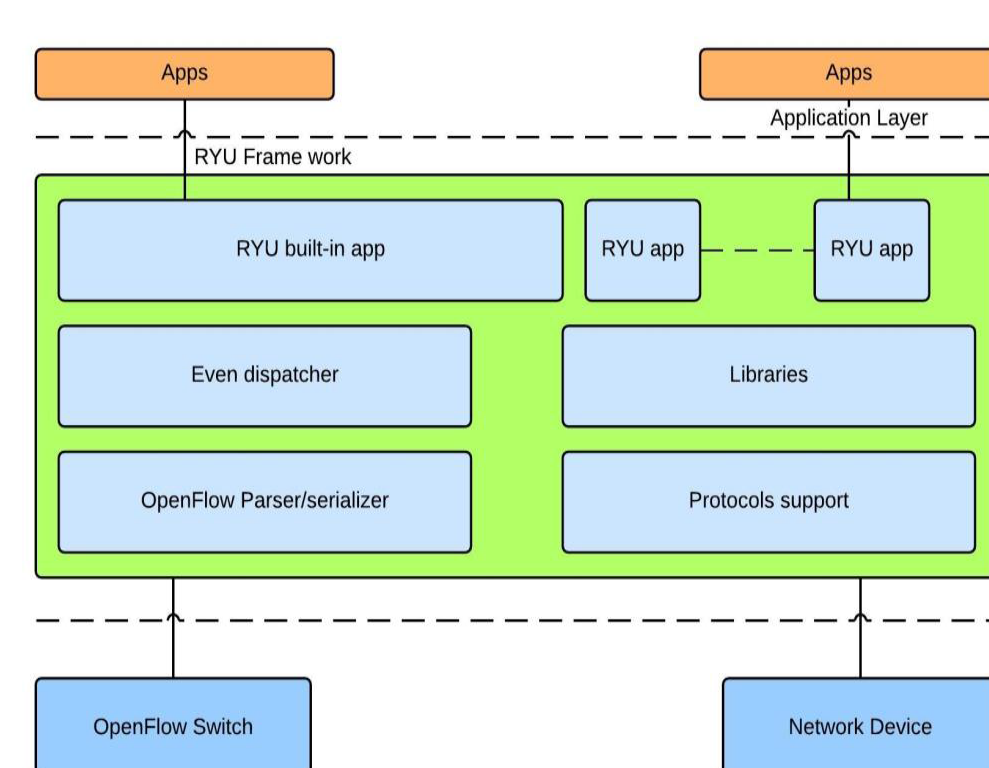 Apps
Apps
Application Layer
RYU Frame work
RYU built-in app
RYU app
RYU app
Even dispatcher
Libraries
OpenFlow Parser/serializer
Protocols support
OpenFlow Switch
Network Device